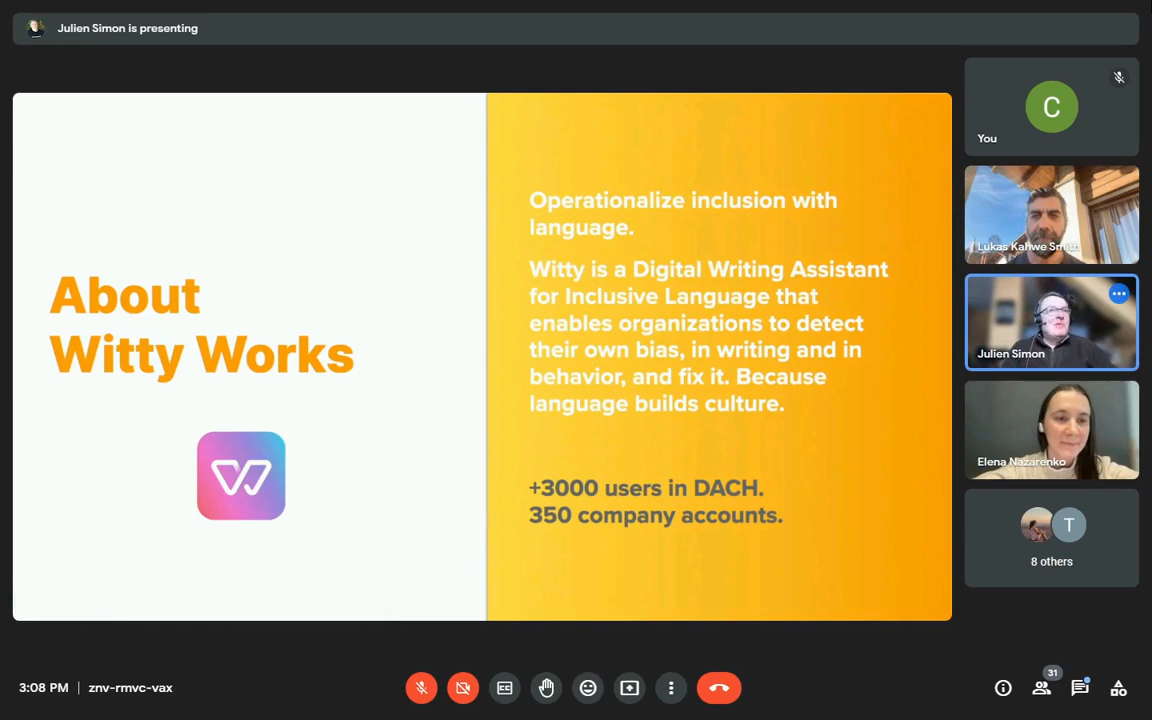 Julien Simon is presenting
About
Witty Works
Operationalize inclusion with
language.
Witty is a Digital Writing Assistant
for Inclusive Language that
enables organizations to detect
their own bias, in writing and in
behavior, and fix it. Because
language builds culture.
+3000 users in DACH.
350 company accounts.
C
You
Lukas Kahwe Smith
Julien Simon
Elena Nazarenko
T
8 others
3:08 PM | znv-rmvc-vax
CC
31